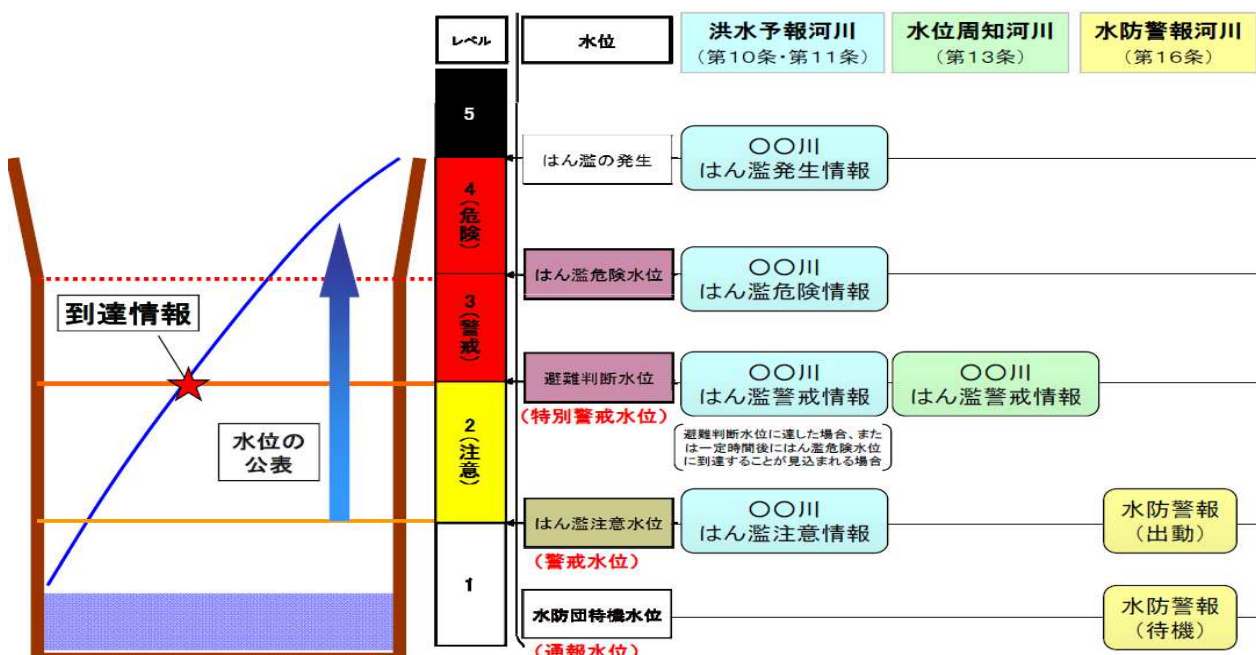 レベル
水位
洪水予報河川
(第10条・第11条)
水位周知河川
(第13条)
水防警報河川
(第16条)
5
はん濫の発生
〇〇川
はん濫発生情報
4(危険)
はん濫危険水位
〇〇川
はん濫危険情報
到達情報
3(警戒)
避難判断水位
(特別警戒水位)
〇〇川
はん濫警戒情報
〇〇川
はん濫警戒情報
避難判断水位に達した場合、また
は一定時間後にはん濫危険水位
に到達することが見込まれる場合
水位の
公表
2(注意)
はん濫注意水位
(警戒水位)
〇〇川
はん濫注意情報
水防警報
(出動)
1
水防団待機水位
(通報水位)
水防警報
(待機)